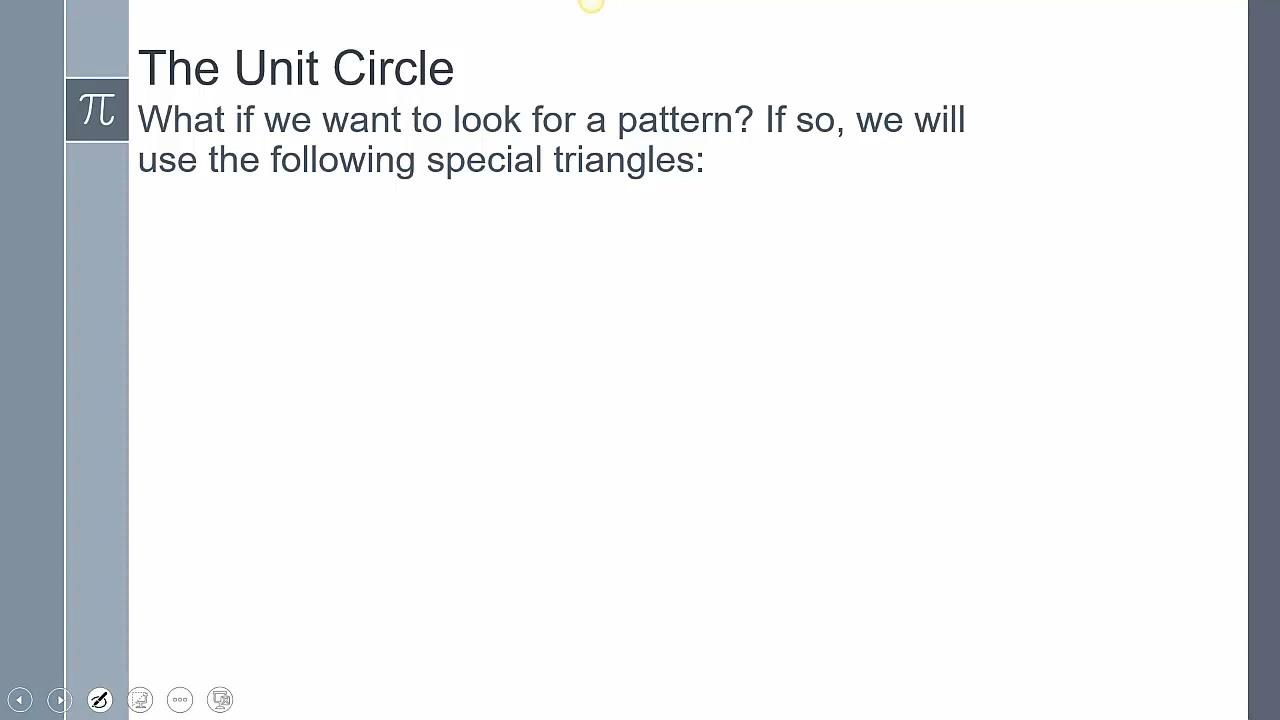 The Unit Circle
π
What if we want to look for a pattern? If so, we will
use the following special triangles: